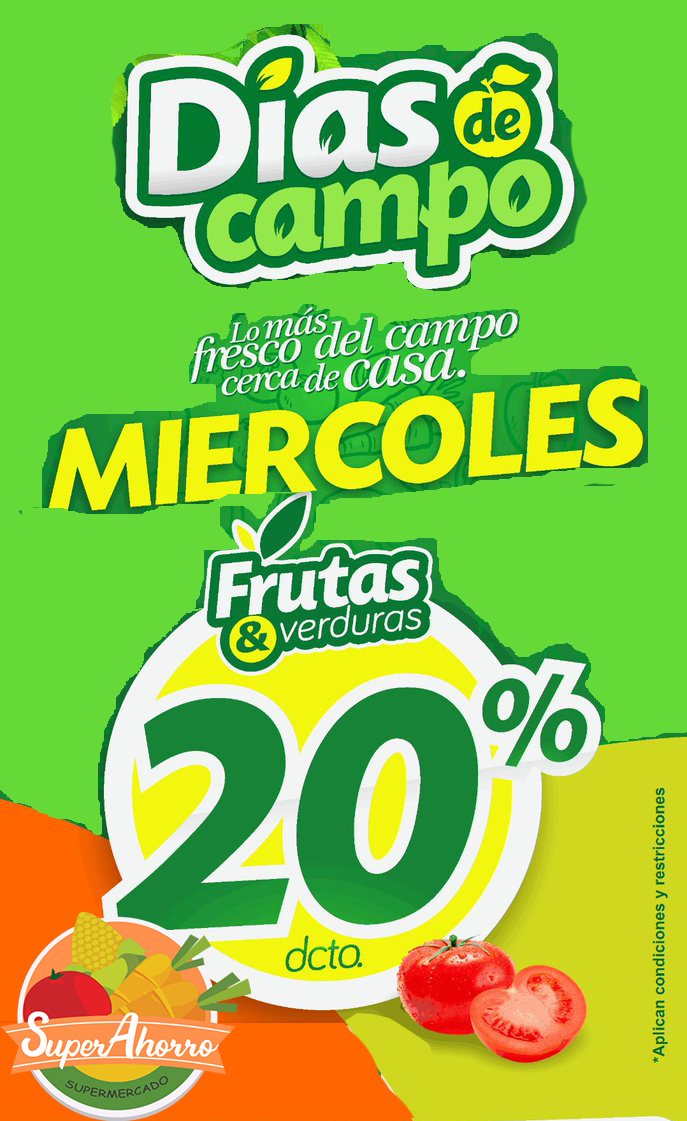 Días de
campo
Lo más
fresco del campo
cerca de casa.
MIERCOLES
Frutas
& verduras
20%
dcto.
*Aplican condiciones y restricciones
SuperAhorro
SUPERMERCADO